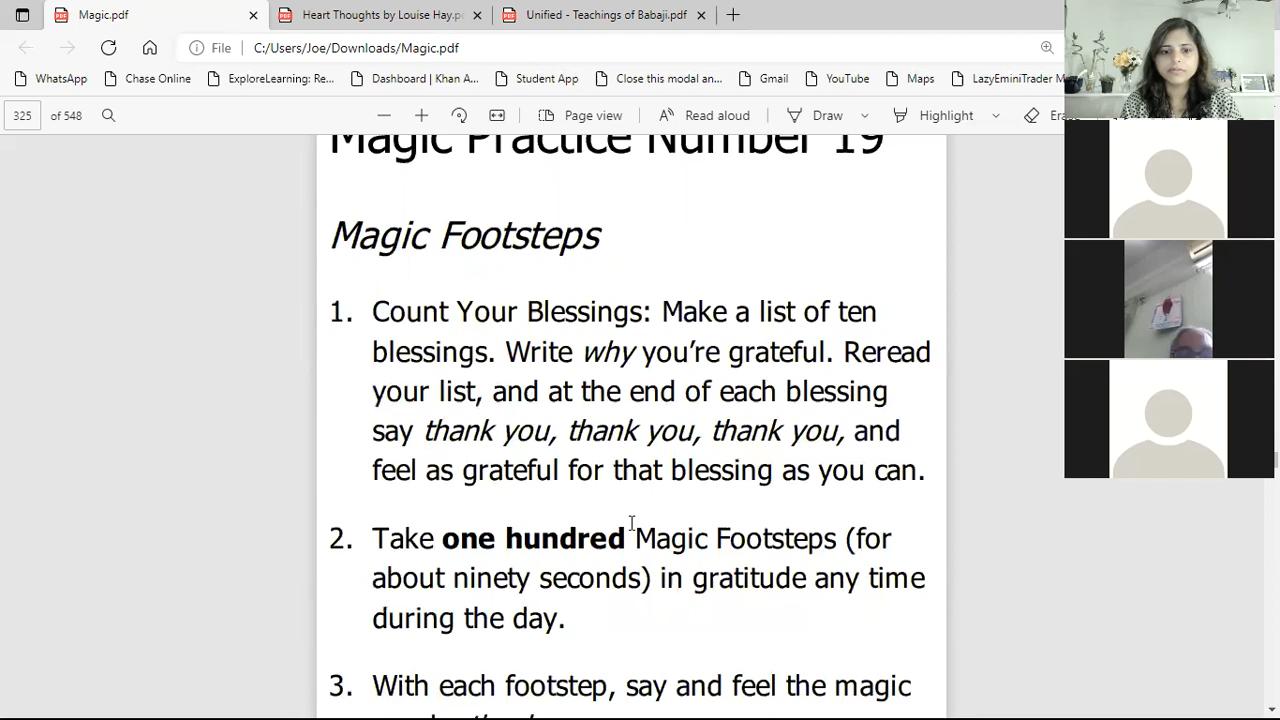 Magic.pdf
Heart Thoughts by Louise Hay.p
Unified - Teachings of Babaji.pdf
File C:/Users/Joe/Downloads/Magic.pdf
WhatsApp Chase Online ExploreLearning: Re... Dashboard | Khan A... Student App Close this modal an... Gmail YouTube Maps LazyEminiTrader M
325 of 548 Page view Read aloud Draw Highlight Era
Magic Practice Number 19
Magic Footsteps
1. Count Your Blessings: Make a list of ten
blessings. Write why you’re grateful. Reread
your list, and at the end of each blessing
say thank you, thank you, thank you, and
feel as grateful for that blessing as you can.
2. Take one hundred Magic Footsteps (for
about ninety seconds) in gratitude any time
during the day.
3. With each footstep, say and feel the magic